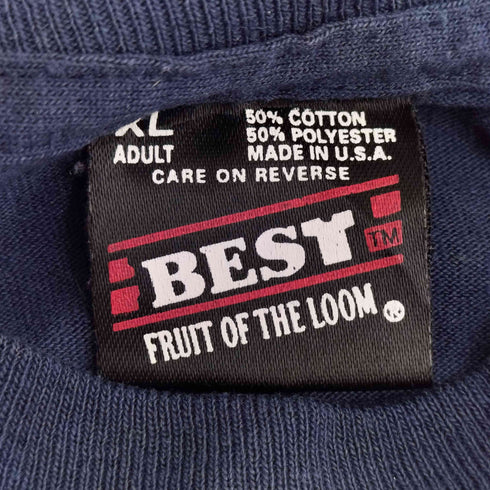 XL 50% COTTON
50% POLYESTER
ADULT MADE IN U.S.A.
CARE ON REVERSE
BEST TM
FRUIT OF THE LOOM ®